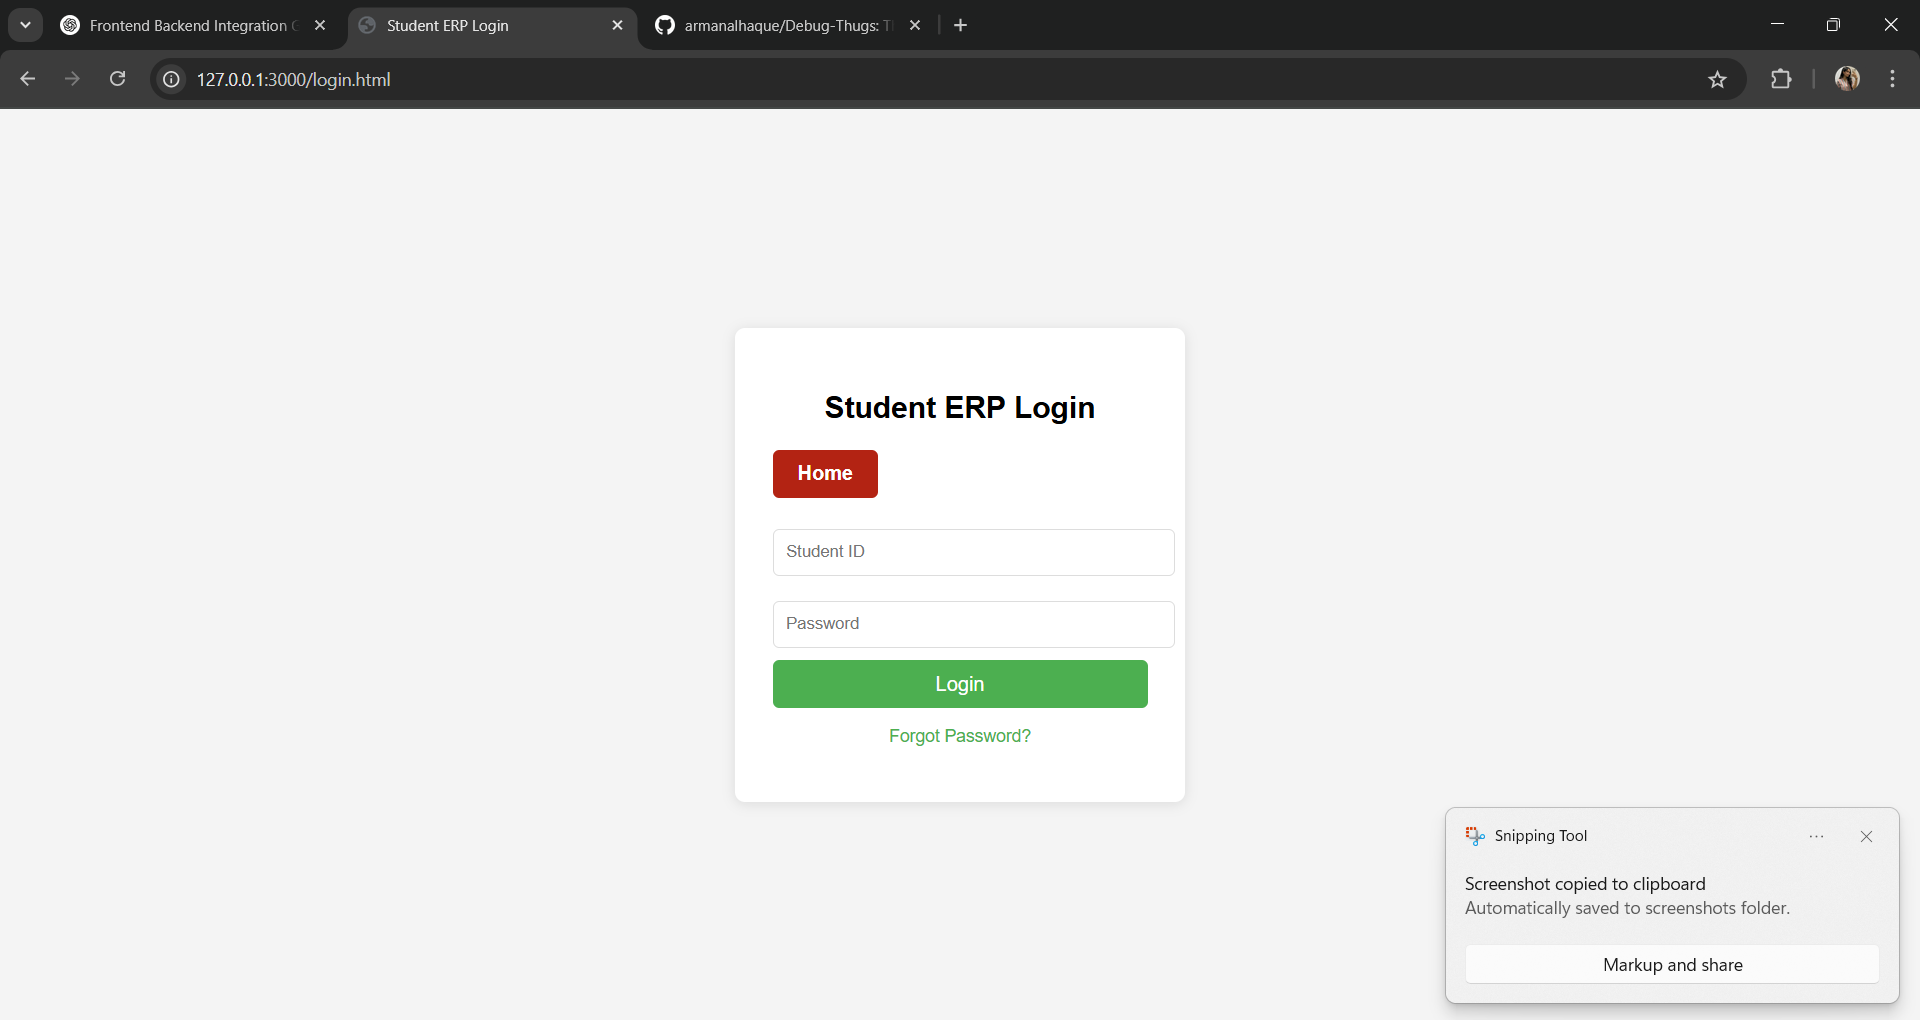 Frontend Backend Integration
Student ERP Login
armanalhaque/Debug-Thugs:
127.0.0.1:3000/login.html
Student ERP Login
Home
Student ID
Password
Login
Forgot Password?
Snipping Tool
Screenshot copied to clipboard
Automatically saved to screenshots folder.
Markup and share